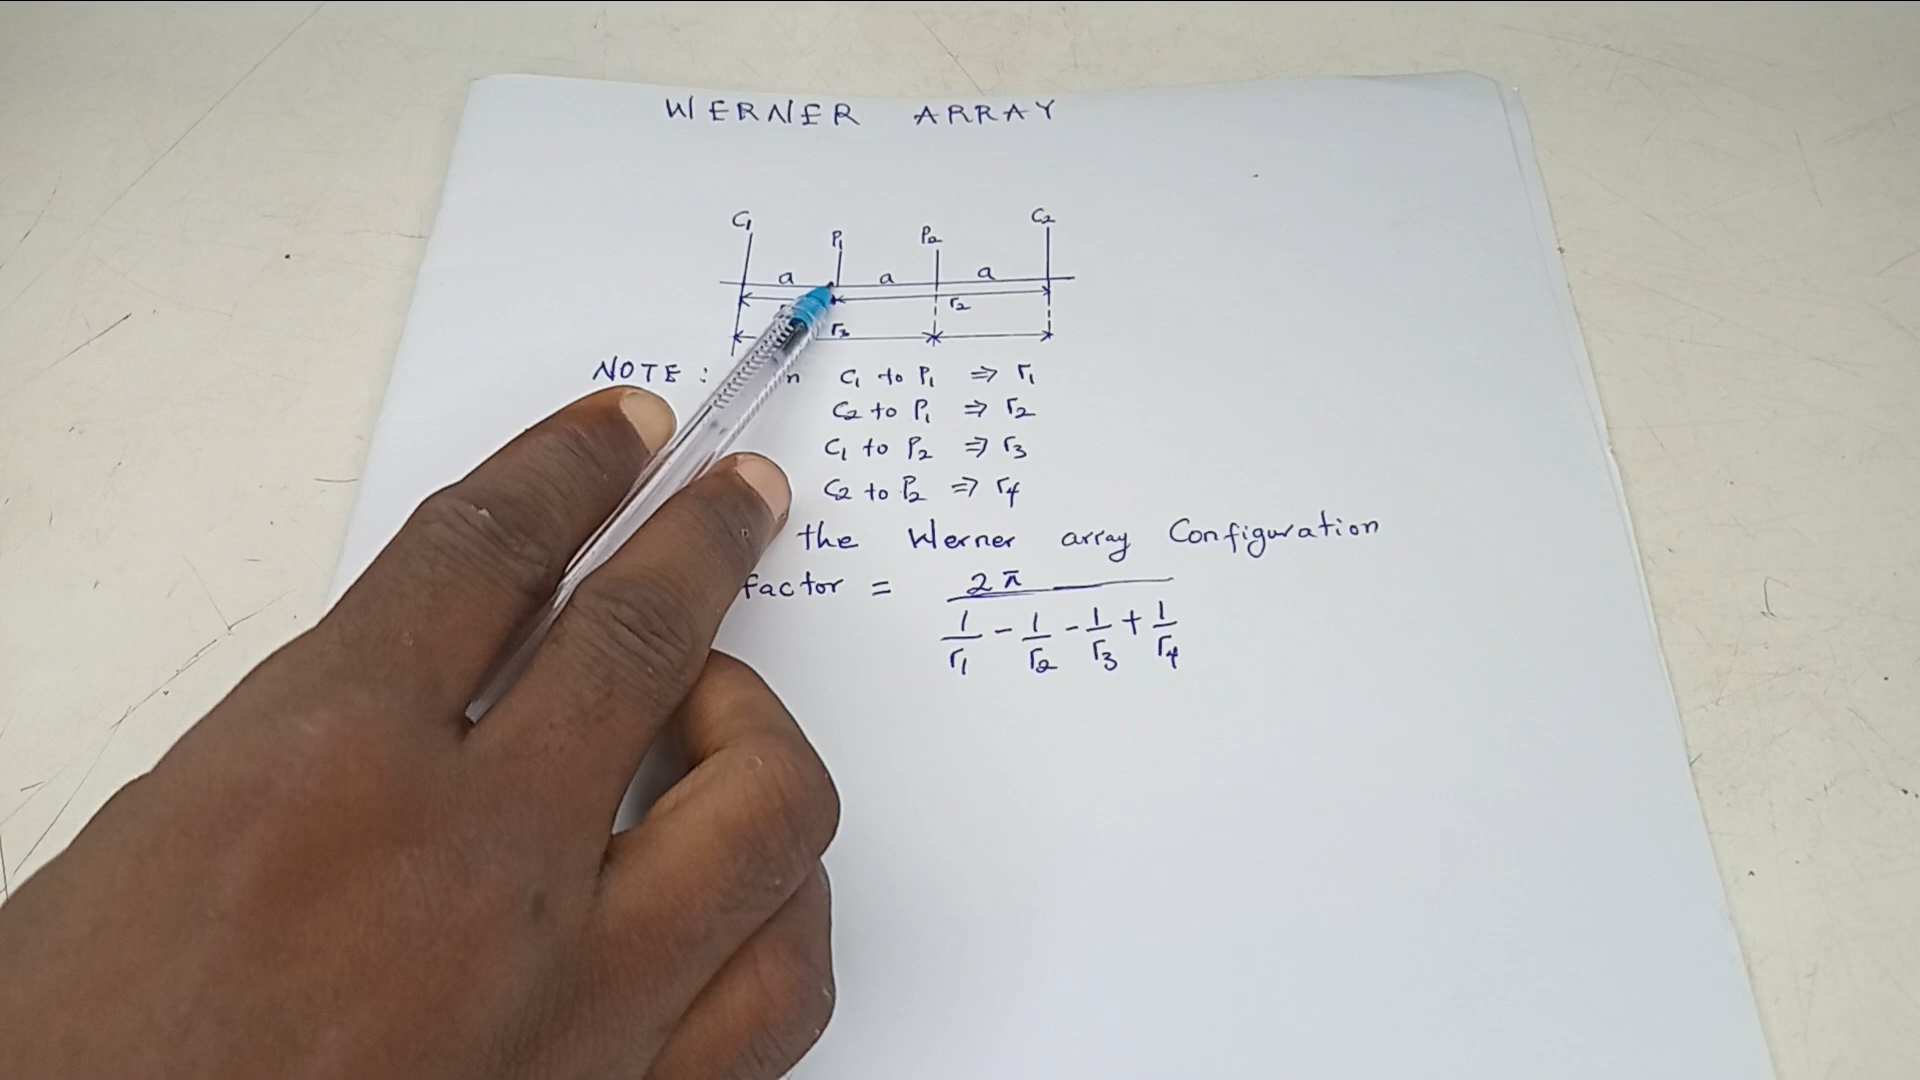 WERNER ARRAY
C1 C2
P1 P2
a a a
r2
r3
NOTE: n C1 to P1 ⇒ r1
C2 to P1 ⇒ r2
C1 to P2 ⇒ r3
C2 to P2 ⇒ r4
the Werner array Configuration
factor = 2π / (1/r1 - 1/r2 - 1/r3 + 1/r4)